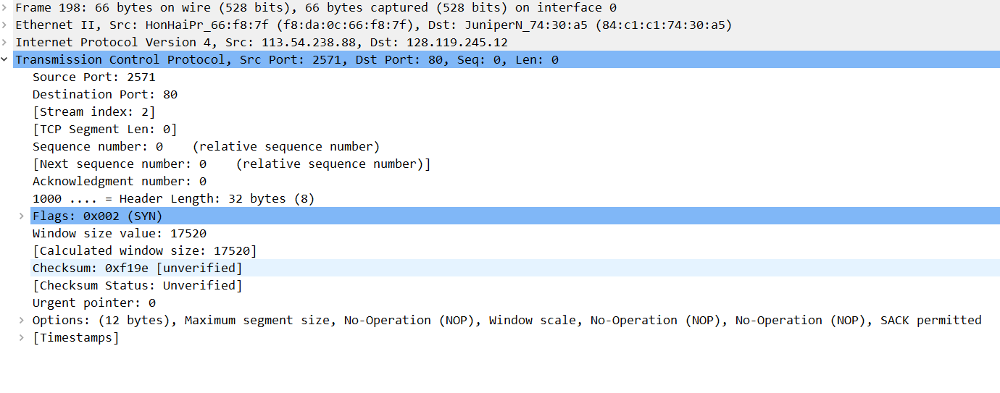 Frame 198: 66 bytes on wire (528 bits), 66 bytes captured (528 bits) on interface 0
Ethernet II, Src: HonHaiPr_66:f8:7f (f8:da:0c:66:f8:7f), Dst: JuniperN_74:30:a5 (84:c1:c1:74:30:a5)
Internet Protocol Version 4, Src: 113.54.238.88, Dst: 128.119.245.12
Transmission Control Protocol, Src Port: 2571, Dst Port: 80, Seq: 0, Len: 0
Source Port: 2571
Destination Port: 80
[Stream index: 2]
[TCP Segment Len: 0]
Sequence number: 0    (relative sequence number)
[Next sequence number: 0    (relative sequence number)]
Acknowledgment number: 0
1000 .... = Header Length: 32 bytes (8)
Flags: 0x002 (SYN)
Window size value: 17520
[Calculated window size: 17520]
Checksum: 0xf19e [unverified]
[Checksum Status: Unverified]
Urgent pointer: 0
Options: (12 bytes), Maximum segment size, No-Operation (NOP), Window scale, No-Operation (NOP), No-Operation (NOP), SACK permitted
[Timestamps]